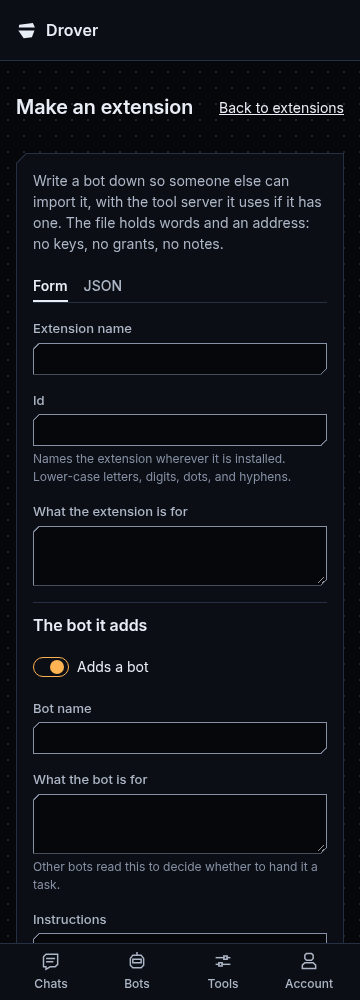 Drover
Make an extension
Back to extensions
Write a bot down so someone else can
import it, with the tool server it uses if it has
one. The file holds words and an address:
no keys, no grants, no notes.
Form
JSON
Extension name
Id
Names the extension wherever it is installed.
Lower-case letters, digits, dots, and hyphens.
What the extension is for
The bot it adds
Adds a bot
Bot name
What the bot is for
Other bots read this to decide whether to hand it a
task.
Instructions
Chats
Bots
Tools
Account